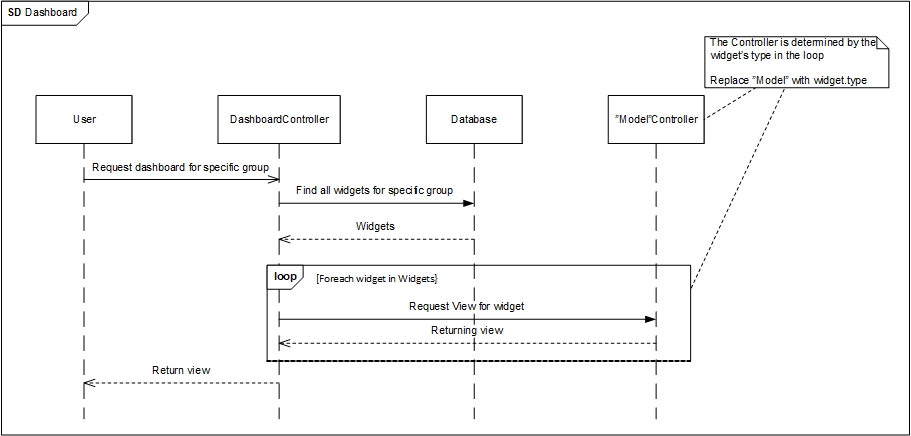 SD Dashboard
The Controller is determined by the
widget's type in the loop
Replace "Model" with widget.type
User
DashboardController
Database
"Model"Controller
Request dashboard for specific group
Find all widgets for specific group
Widgets
loop
[Foreach widget in Widgets}
Request View for widget
Returning view
Return view